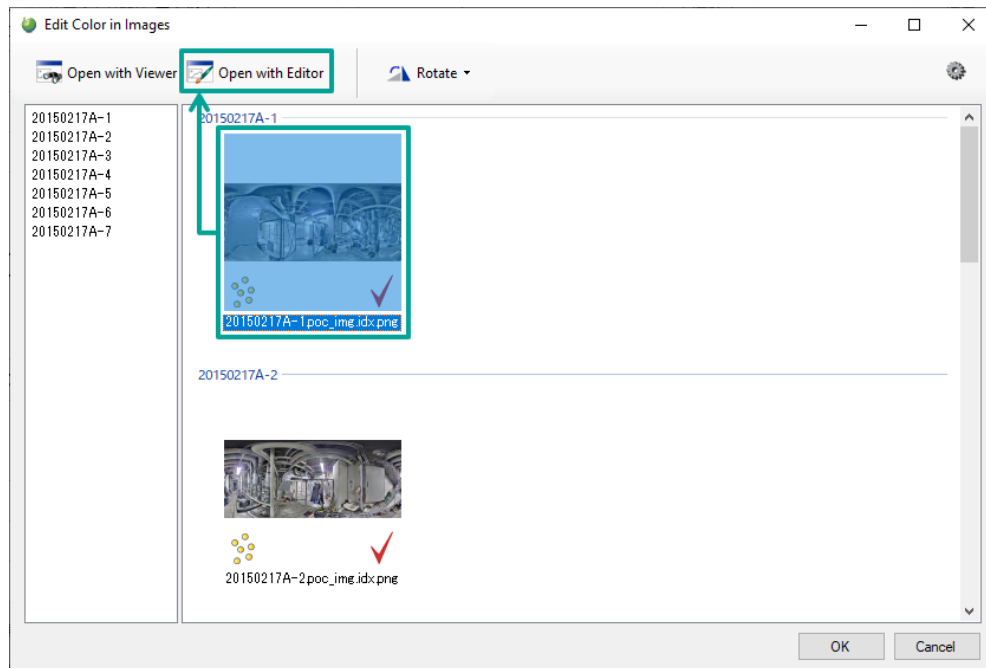 Edit Color in Images
Open with Viewer
Open with Editor
Rotate
20150217A-1
20150217A-2
20150217A-3
20150217A-4
20150217A-5
20150217A-6
20150217A-7
20150217A-1
20150217A-1.poc_img.idx.png
20150217A-2
20150217A-2.poc_img.idx.png
OK
Cancel